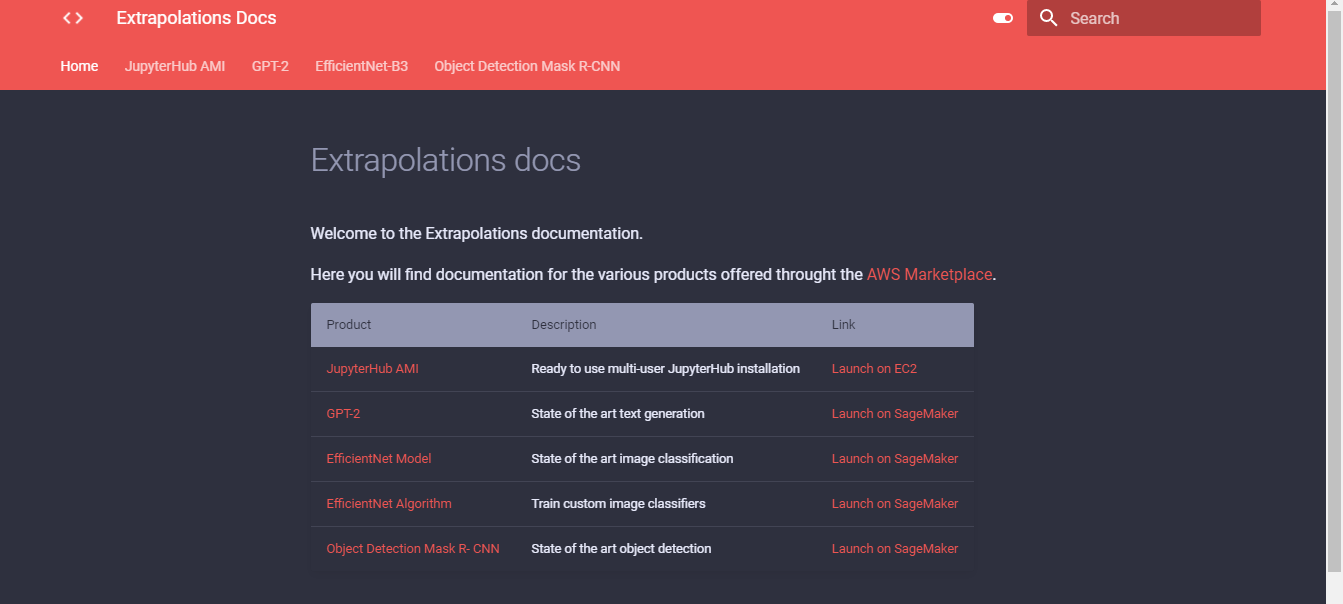 Extrapolations Docs
Search
Home JupyterHub AMI GPT-2 EfficientNet-B3 Object Detection Mask R-CNN
Extrapolations docs
Welcome to the Extrapolations documentation.
Here you will find documentation for the various products offered throught the AWS Marketplace.
Product Description Link
JupyterHub AMI Ready to use multi-user JupyterHub installation Launch on EC2
GPT-2 State of the art text generation Launch on SageMaker
EfficientNet Model State of the art image classification Launch on SageMaker
EfficientNet Algorithm Train custom image classifiers Launch on SageMaker
Object Detection Mask R- CNN State of the art object detection Launch on SageMaker